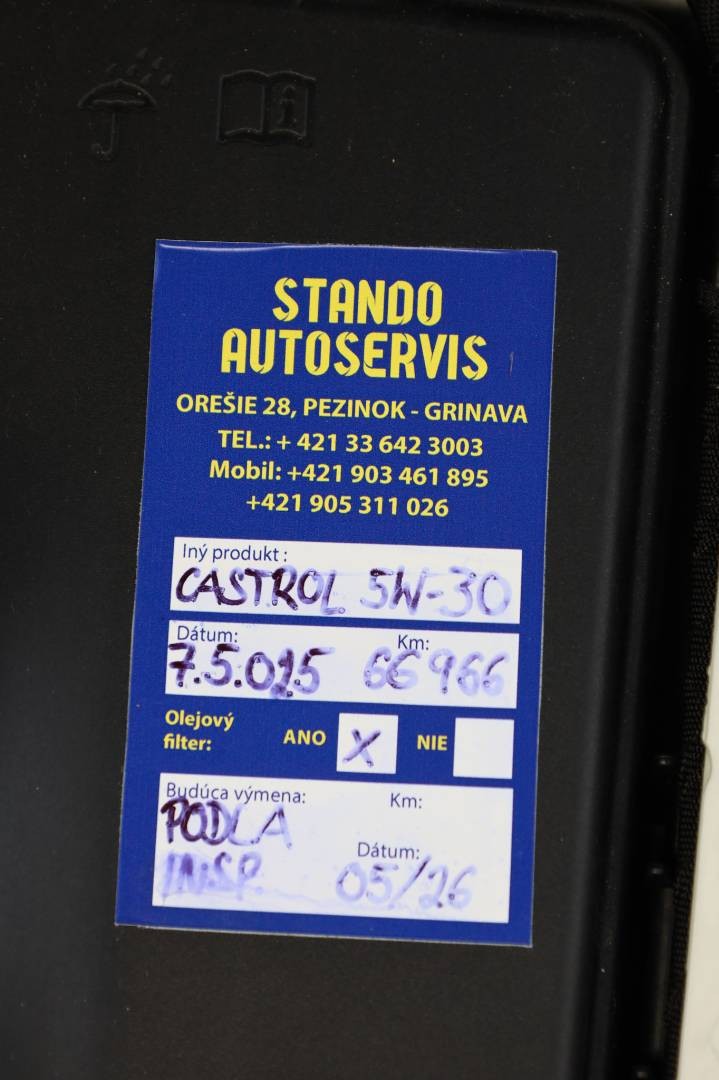 STANDO
AUTOSERVIS
OREŠIE 28, PEZINOK - GRINAVA
TEL.: + 421 33 642 3003
Mobil: +421 903 461 895
+421 905 311 026
Iný produkt :
CASTROL 5W-30
Dátum: Km:
7.5.025 66966
Olejový
filter: ANO X NIE
Budúca výmena: Km:
PODLA
Dátum:
INSP. 05/26